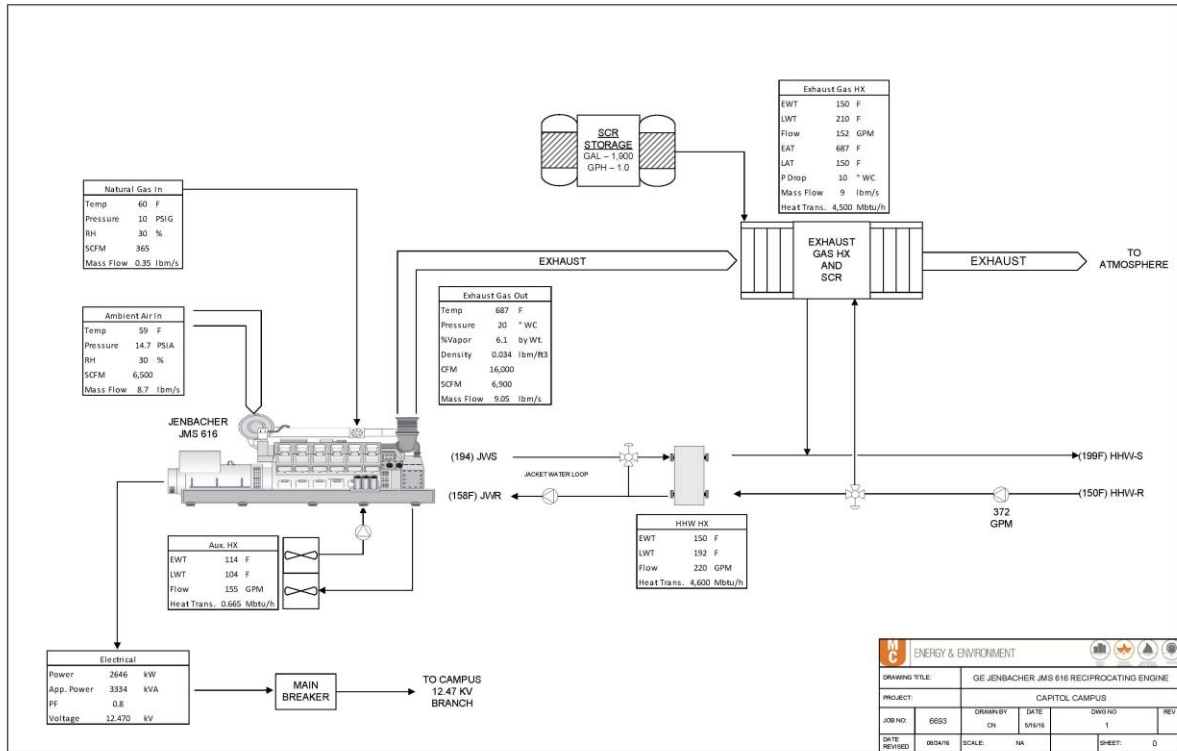 Exhaust Gas HX
EWT 150 F
LWT 210 F
Flow 152 GPM
EAT 687 F
LAT 150 F
P Drop 10 " WC
Mass Flow 9 lbm/s
Heat Trans. 4,500 Mbtu/h
SCR
STORAGE
GAL – 1,900
GPH – 1.0
Natural Gas In
Temp 60 F
Pressure 10 PSIG
RH 30 %
SCFM 365
Mass Flow 0.35 lbm/s
EXHAUST
GAS HX
AND
SCR
EXHAUST
EXHAUST
TO
ATMOSPHERE
Ambient Air In
Temp 59 F
Pressure 14.7 PSIA
RH 30 %
SCFM 6,500
Mass Flow 8.7 lbm/s
Exhaust Gas Out
Temp 687 F
Pressure 20 " WC
%Vapor 6.1 by Wt.
Density 0.034 lbm/ft3
CFM 16,000
SCFM 6,900
Mass Flow 9.05 lbm/s
JENBACHER
JMS 616
(194) JWS
JACKET WATER LOOP
(158F) JWR
(199F) HHW-S
(150F) HHW-R
372
GPM
HHW HX
EWT 150 F
LWT 192 F
Flow 220 GPM
Heat Trans. 4,600 Mbtu/h
Aux. HX
EWT 114 F
LWT 104 F
Flow 155 GPM
Heat Trans. 0.665 Mbtu/h
Electrical
Power 2646 kW
App. Power 3334 kVA
PF 0.8
Voltage 12.470 kV
MAIN
BREAKER
TO CAMPUS
12.47 KV
BRANCH
MC ENERGY & ENVIRONMENT
DRAWING TITLE: GE JENBACHER JMS 616 RECIPROCATING ENGINE
PROJECT: CAPITOL CAMPUS
JOB NO: 6693 DRAWN BY CN DATE 5/16/16 DWG NO 1 REV
DATE REVISED 08/24/16 SCALE: NA SHEET: 0